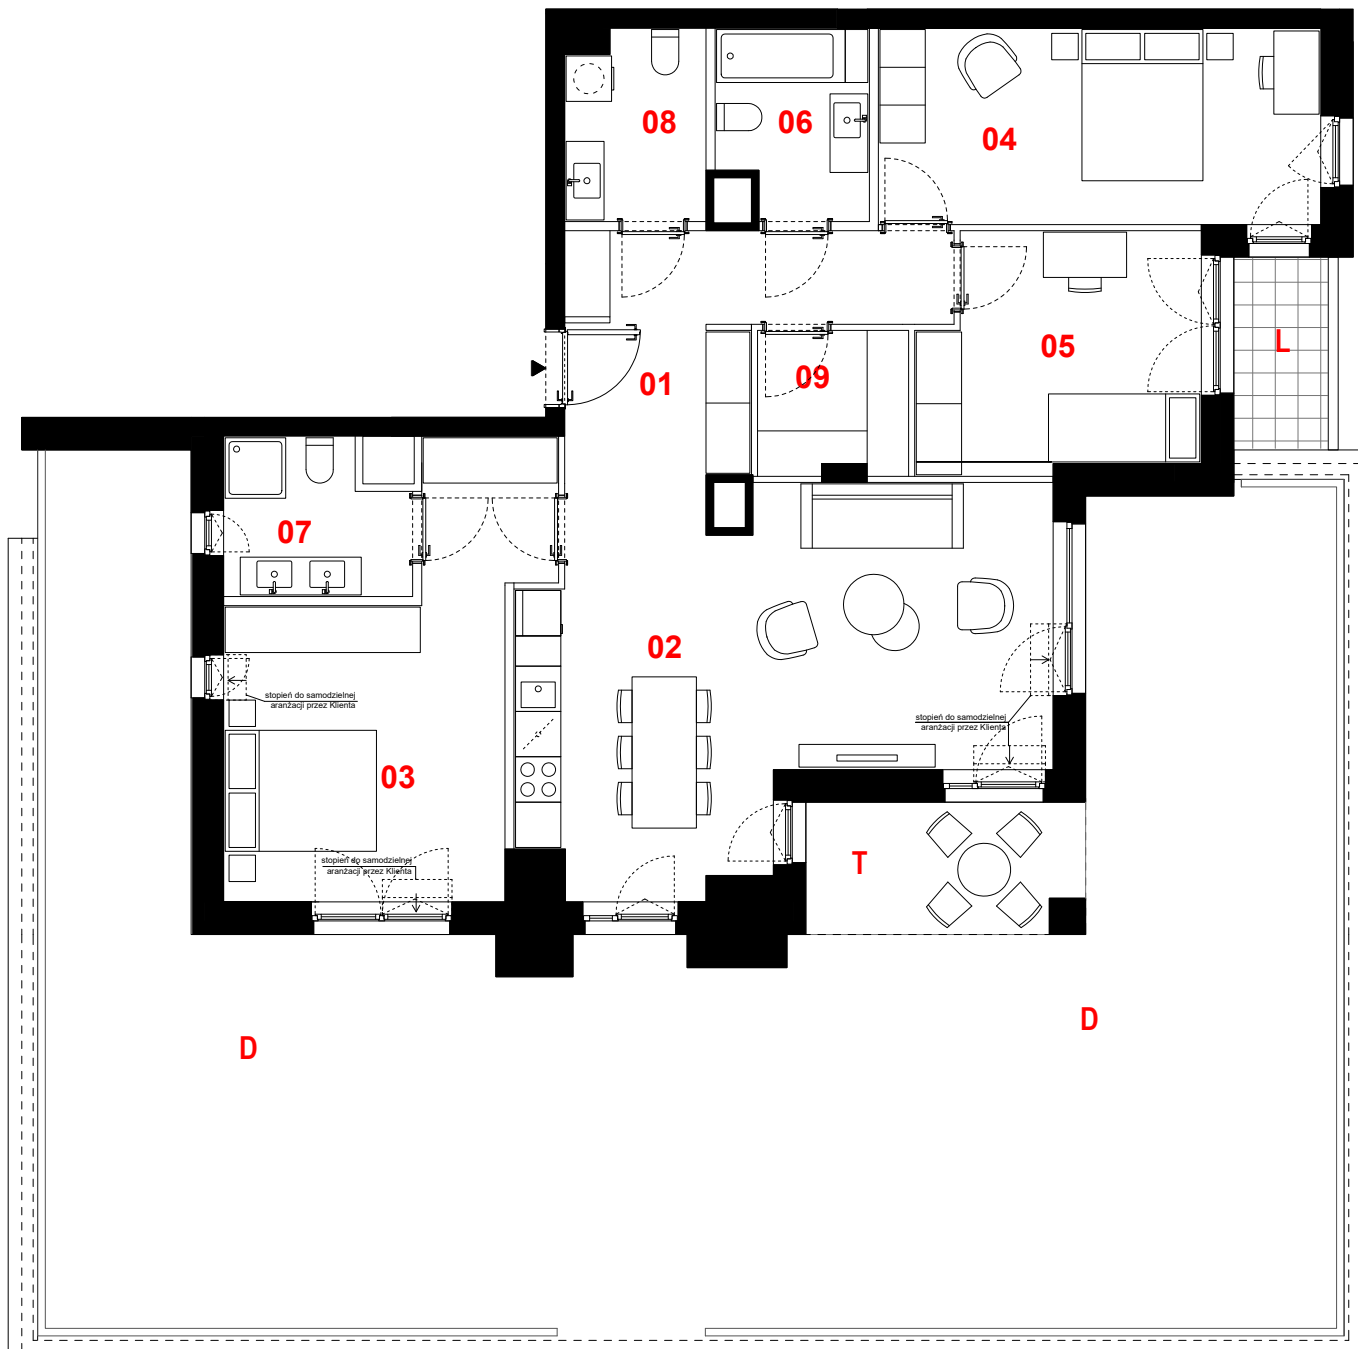 08
06
04
01
09
05
L
07
02
stopień do samodzielnej
aranżacji przez Klienta
stopień do samodzielnej
aranżacji przez Klienta
03
stopień do samodzielnej
aranżacji przez Klienta
T
D
D